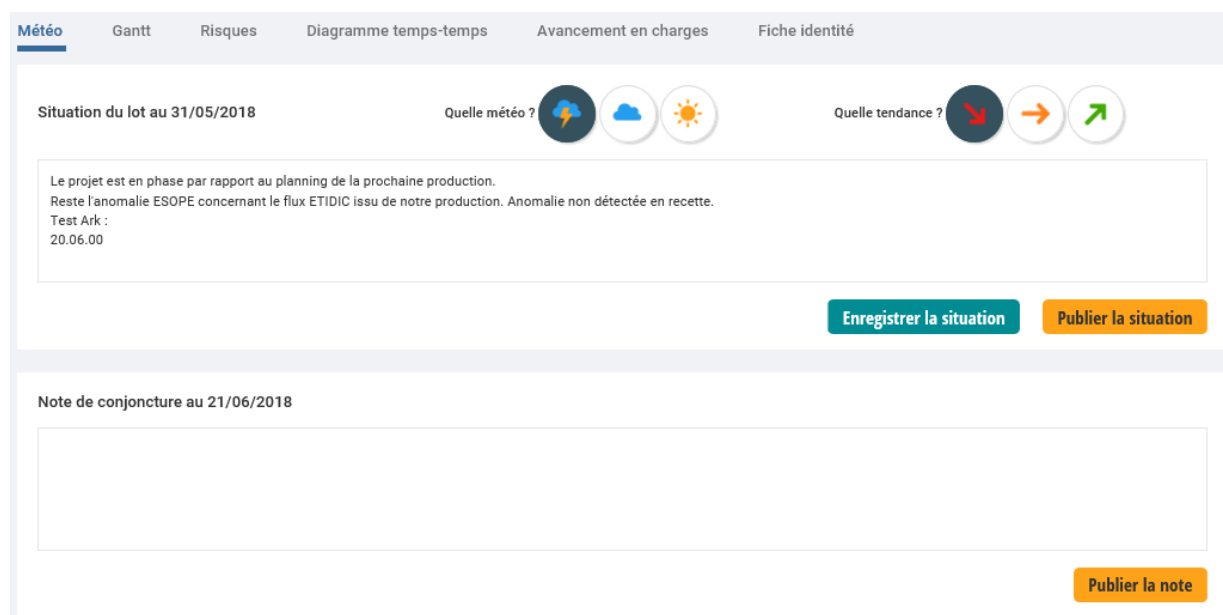 Météo Gantt Risques Diagramme temps-temps Avancement en charges Fiche identité
Situation du lot au 31/05/2018 Quelle météo ? Quelle tendance ?
Le projet est en phase par rapport au planning de la prochaine production.
Reste l'anomalie ESOPE concernant le flux ETIDIC issu de notre production. Anomalie non détectée en recette.
Test Ark :
20.06.00
Enregistrer la situation Publier la situation
Note de conjoncture au 21/06/2018
Publier la note